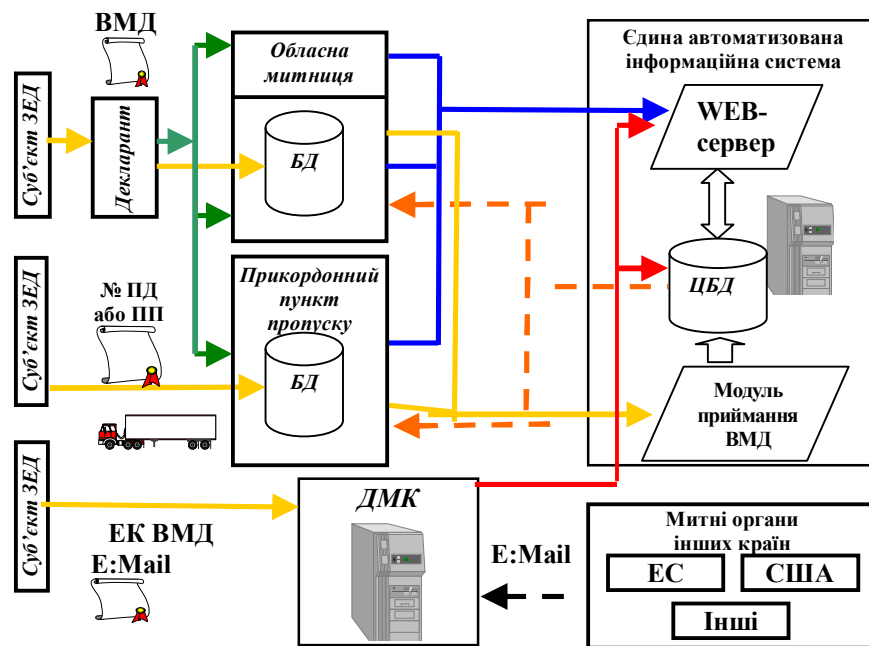 ВМД
Суб’єкт ЗЕД
Декларант
Обласна
митниця
БД
Єдина автоматизована
інформаційна система
WEB-
сервер
ЦБД
Модуль
приймання
ВМД
Суб’єкт ЗЕД
№ ПД
або ПП
Прикордонний
пункт
пропуску
БД
Суб’єкт ЗЕД
ЕК ВМД
E:Mail
ДМК
E:Mail
Митні органи
інших країн
ЕС
США
Інші